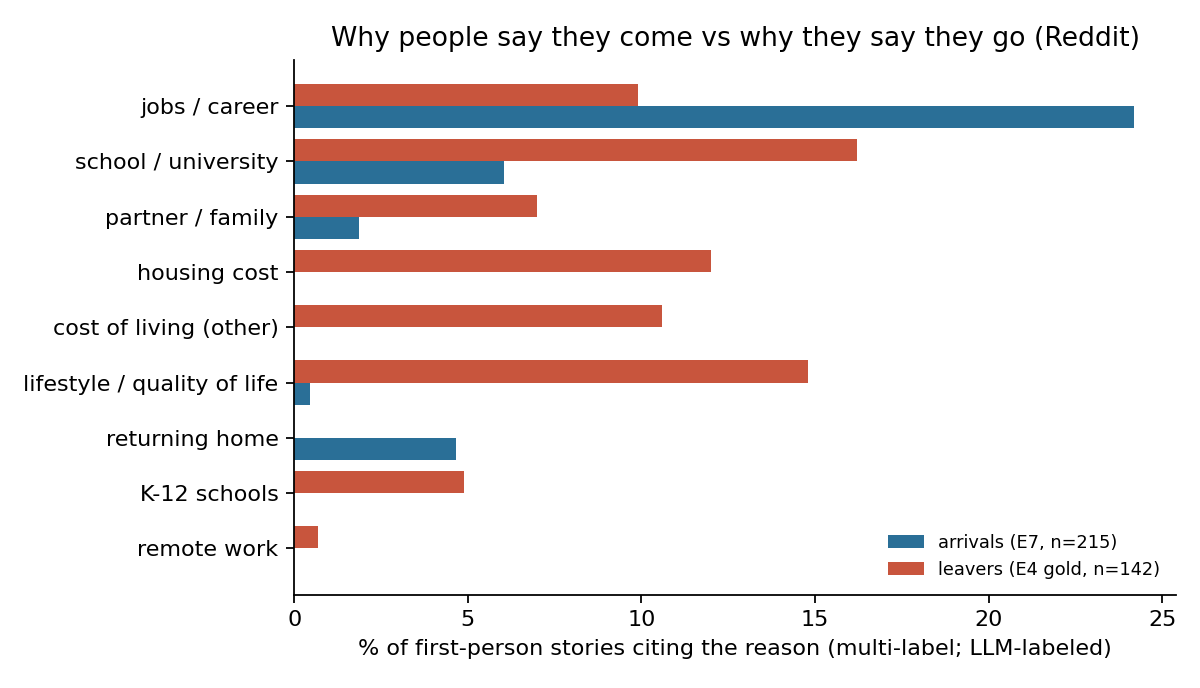 Why people say they come vs why they say they go (Reddit)
jobs / career
school / university
partner / family
housing cost
cost of living (other)
lifestyle / quality of life
returning home
K-12 schools
remote work
arrivals (E7, n=215)
leavers (E4 gold, n=142)
0 5 10 15 20 25
% of first-person stories citing the reason (multi-label; LLM-labeled)